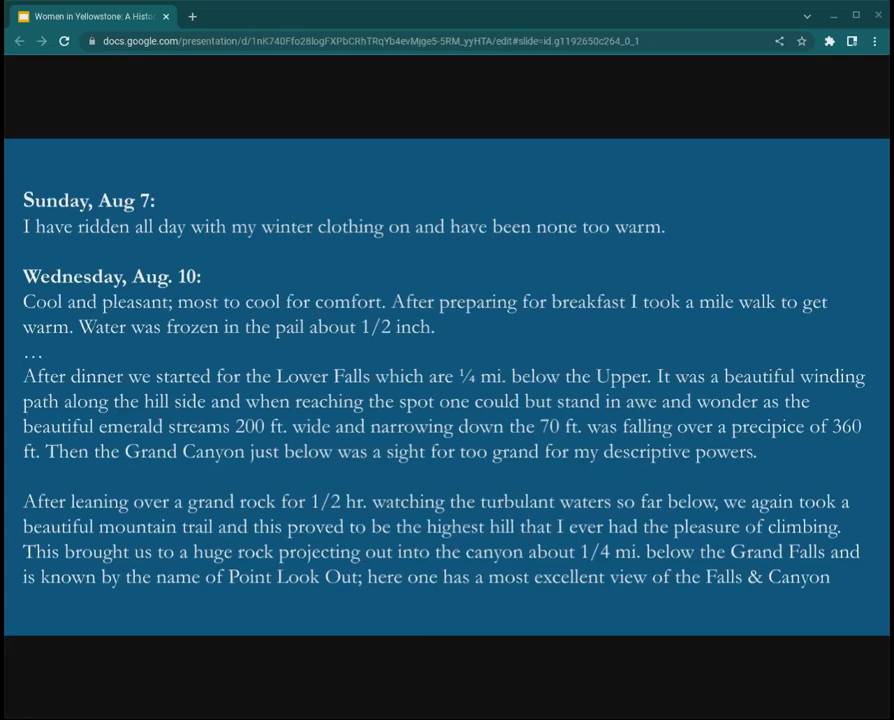 Women in Yellowstone: A Histo
docs.google.com/presentation/d/1nK740Ffo28logFXPbCRhTRqYb4evMjge5-5RM_yyHTA/edit#slide=id.g1192650c264_0_1
Sunday, Aug 7:
I have ridden all day with my winter clothing on and have been none too warm.
Wednesday, Aug. 10:
Cool and pleasant; most to cool for comfort. After preparing for breakfast I took a mile walk to get
warm. Water was frozen in the pail about 1/2 inch.
…
After dinner we started for the Lower Falls which are ¼ mi. below the Upper. It was a beautiful winding
path along the hill side and when reaching the spot one could but stand in awe and wonder as the
beautiful emerald streams 200 ft. wide and narrowing down the 70 ft. was falling over a precipice of 360
ft. Then the Grand Canyon just below was a sight for too grand for my descriptive powers.
After leaning over a grand rock for 1/2 hr. watching the turbulant waters so far below, we again took a
beautiful mountain trail and this proved to be the highest hill that I ever had the pleasure of climbing.
This brought us to a huge rock projecting out into the canyon about 1/4 mi. below the Grand Falls and
is known by the name of Point Look Out; here one has a most excellent view of the Falls & Canyon